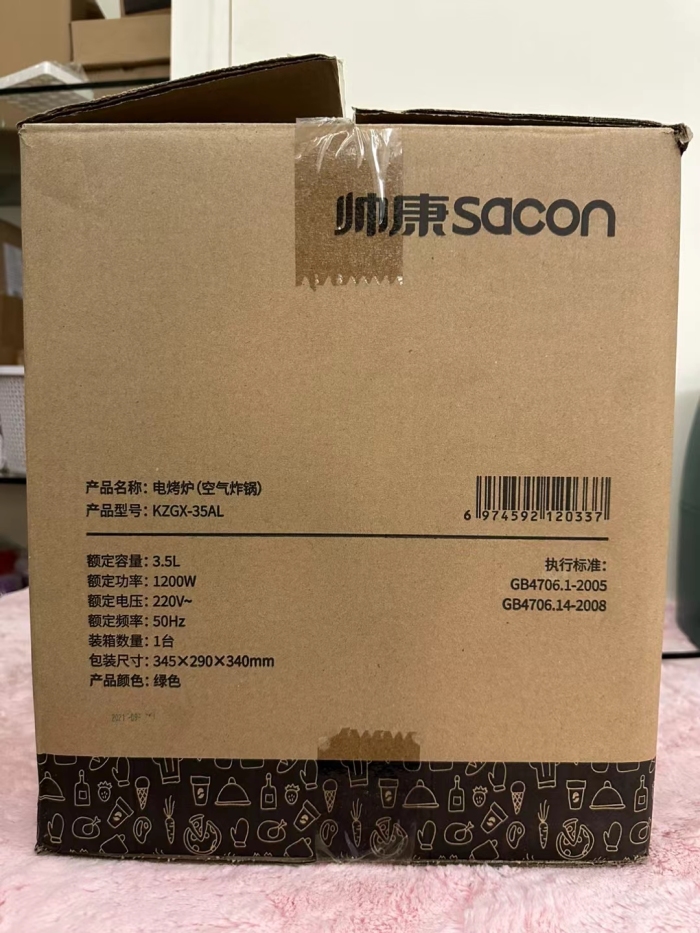 帅康sacon
产品名称：电烤炉（空气炸锅）
产品型号：KZGX-35AL
6 974592 120337
额定容量：3.5L
额定功率：1200W
额定电压：220V~
额定频率：50Hz
装箱数量：1台
包装尺寸：345×290×340mm
产品颜色：绿色
执行标准：
GB4706.1-2005
GB4706.14-2008